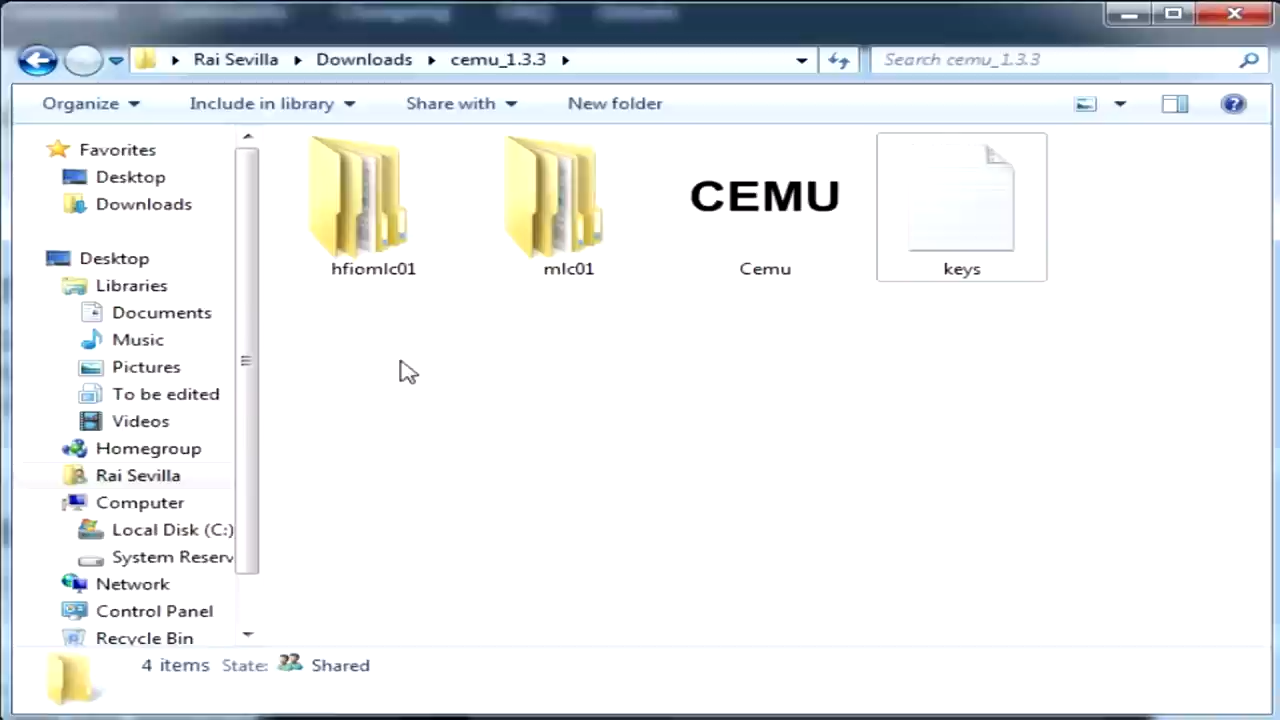 Rai Sevilla Downloads cemu_1.3.3
Search cemu_1.3.3
Organize Include in library Share with New folder
Favorites
Desktop
Downloads
Desktop
Libraries
Documents
Music
Pictures
To be edited
Videos
Homegroup
Rai Sevilla
Computer
Local Disk (C:)
System Reserv
Network
Control Panel
Recycle Bin
CEMU
hfiomlc01 mlc01 Cemu keys
4 items State: Shared